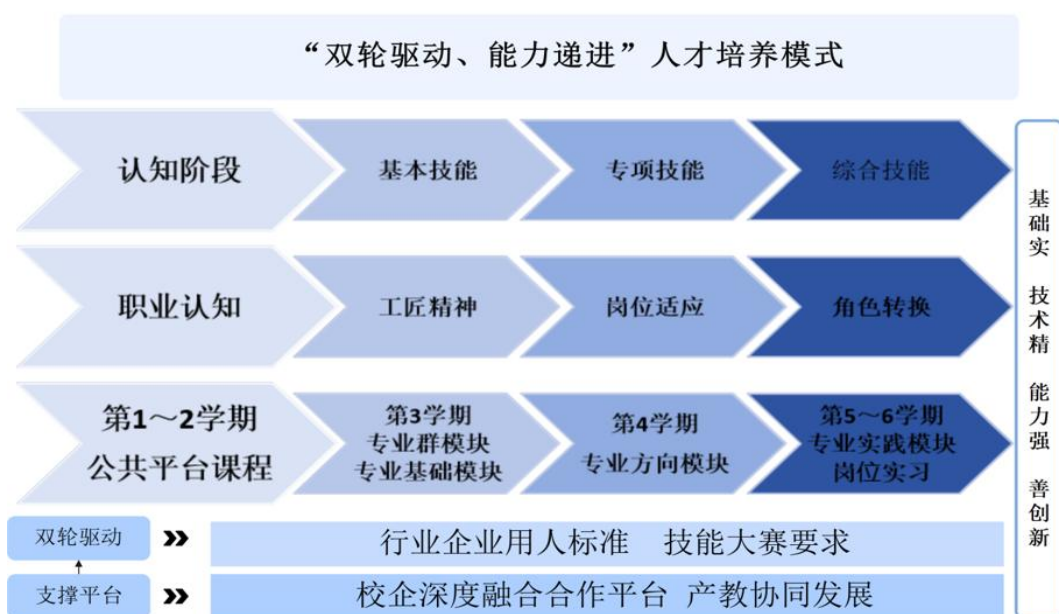 “双轮驱动、能力递进”人才培养模式
认知阶段
基本技能
专项技能
综合技能
职业认知
工匠精神
岗位适应
角色转换
第1～2学期
公共平台课程
第3学期
专业群模块
专业基础模块
第4学期
专业方向模块
第5～6学期
专业实践模块
岗位实习
基础实 技术精 能力强 善创新
双轮驱动
行业企业用人标准 技能大赛要求
支撑平台
校企深度融合合作平台 产教协同发展